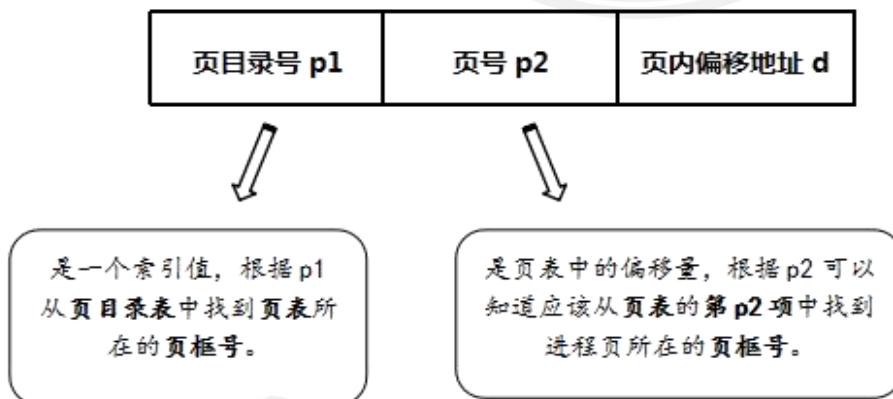 页目录号 p1 页号 p2 页内偏移地址 d
是一个索引值，根据 p1
从页目录表中找到页表所
在的页框号。
是页表中的偏移量，根据 p2 可以
知道应该从页表的第 p2 项中找到
进程页所在的页框号。